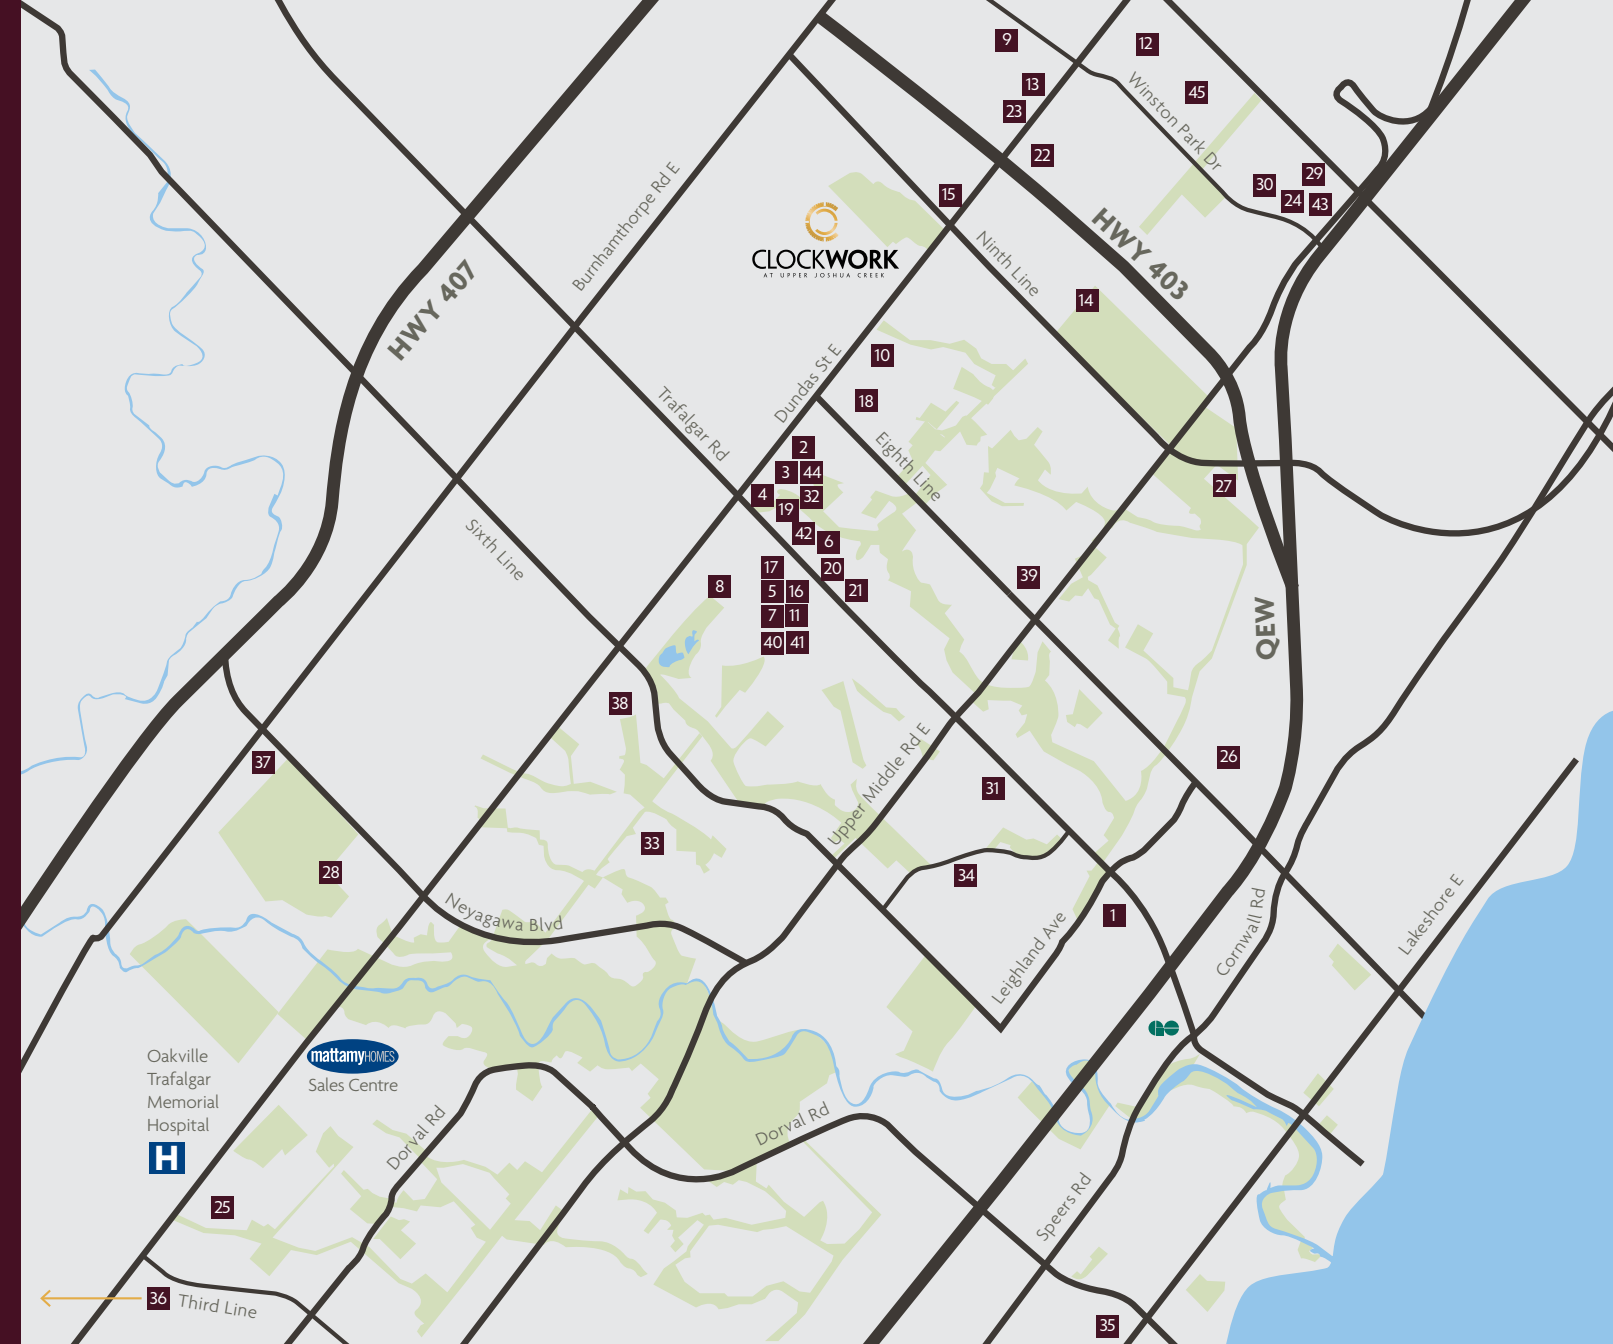 9
12
13
45
23
Winston Park Dr
22
29
30
24
43
15
Burnhamthorpe Rd E
HWY 403
CLOCKWORK
AT UPPER JOSHUA CREEK
Ninth Line
HWY 407
14
10
Dundas St E
18
Trafalgar Rd
2
Eighth Line
3
44
4
32
27
19
42
6
Sixth Line
17
20
39
8
5
16
21
7
11
QEW
40
41
38
26
37
Upper Middle Rd E
31
33
28
34
Neyagawa Blvd
1
Lakeshore E
Cornwall Rd
Leighland Ave
Oakville
Trafalgar
Memorial
Hospital
H
mattamyHOMES
Sales Centre
Dorval Rd
Dorval Rd
25
Speers Rd
36
Third Line
35